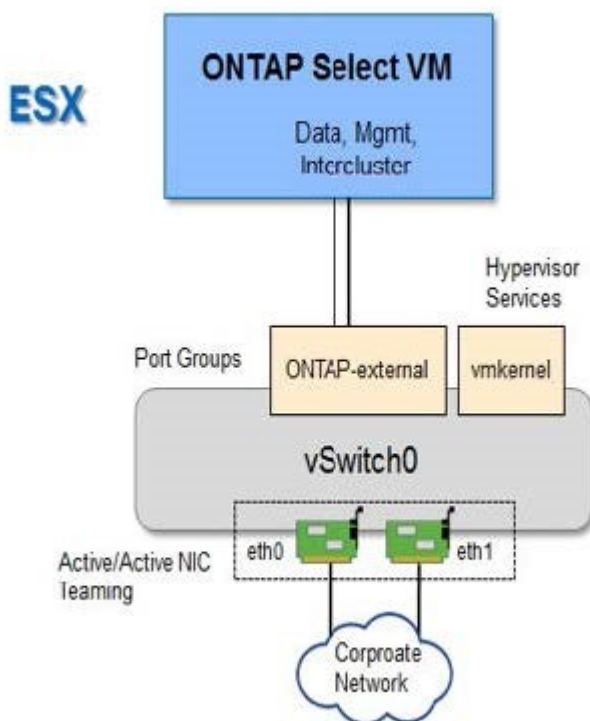 ESX
ONTAP Select VM
Data, Mgmt,
Intercluster
Hypervisor
Services
Port Groups
ONTAP-external
vmkernel
vSwitch0
eth0
eth1
Active/Active NIC
Teaming
Corproate
Network